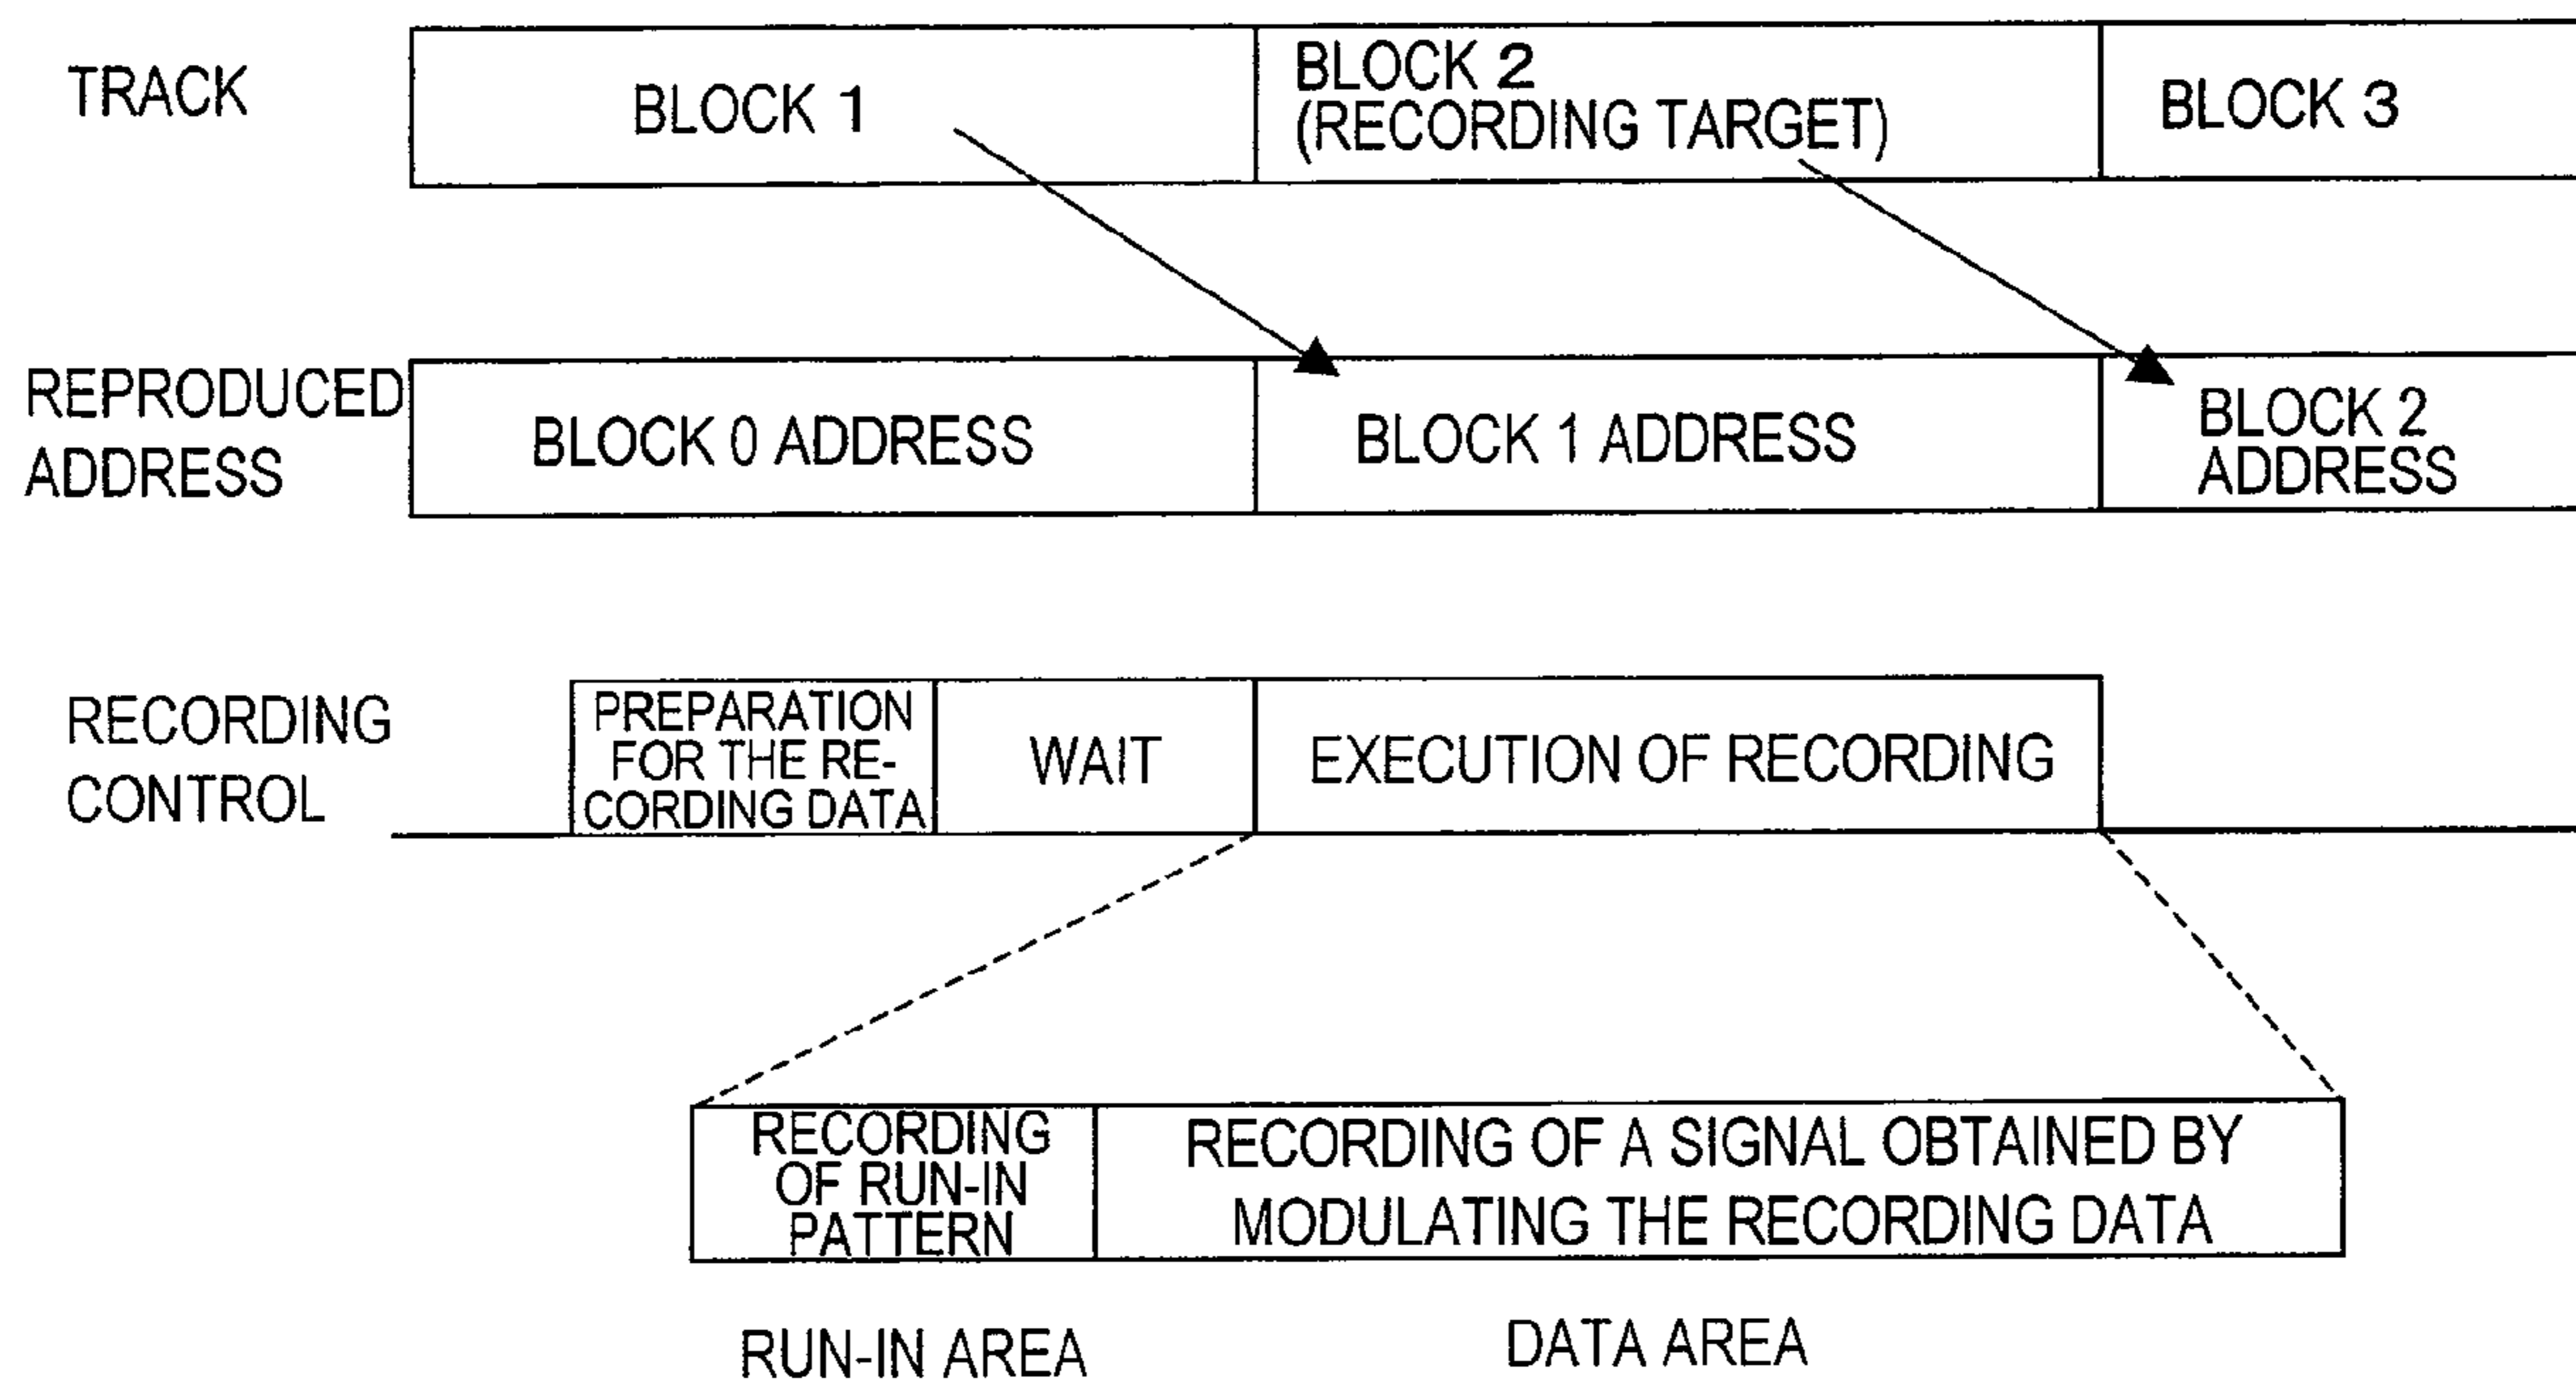 TRACK
BLOCK 1
BLOCK 2
(RECORDING TARGET)
BLOCK 3
REPRODUCED
ADDRESS
BLOCK 0 ADDRESS
BLOCK 1 ADDRESS
BLOCK 2
ADDRESS
RECORDING
CONTROL
PREPARATION
FOR THE RE-
CORDING DATA
WAIT
EXECUTION OF RECORDING
RECORDING
OF RUN-IN
PATTERN
RECORDING OF A SIGNAL OBTAINED BY
MODULATING THE RECORDING DATA
RUN-IN AREA
DATA AREA